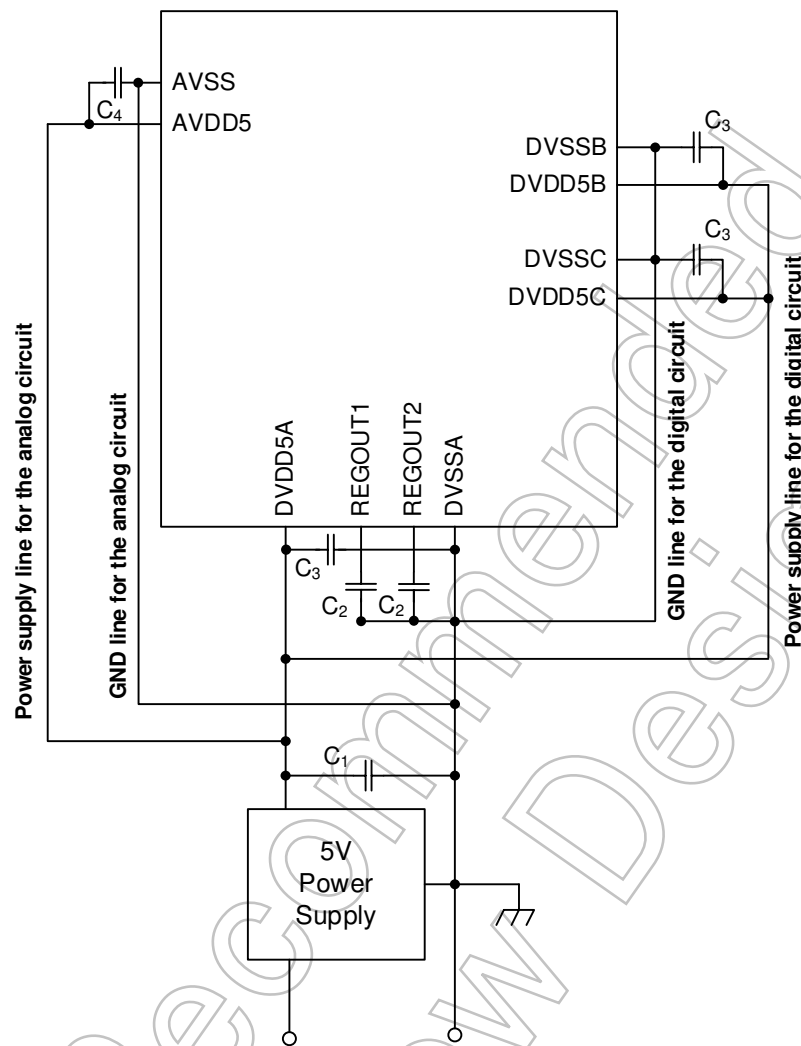 AVSS
C4
AVDD5
C3
DVSSB
DVDD5B
C3
DVSSC
DVDD5C
Power supply line for the analog circuit
GND line for the analog circuit
GND line for the digital circuit
Power supply line for the digital circuit
DVDD5A
REGOUT1
REGOUT2
DVSSA
C3
C2
C2
C1
5V
Power
Supply